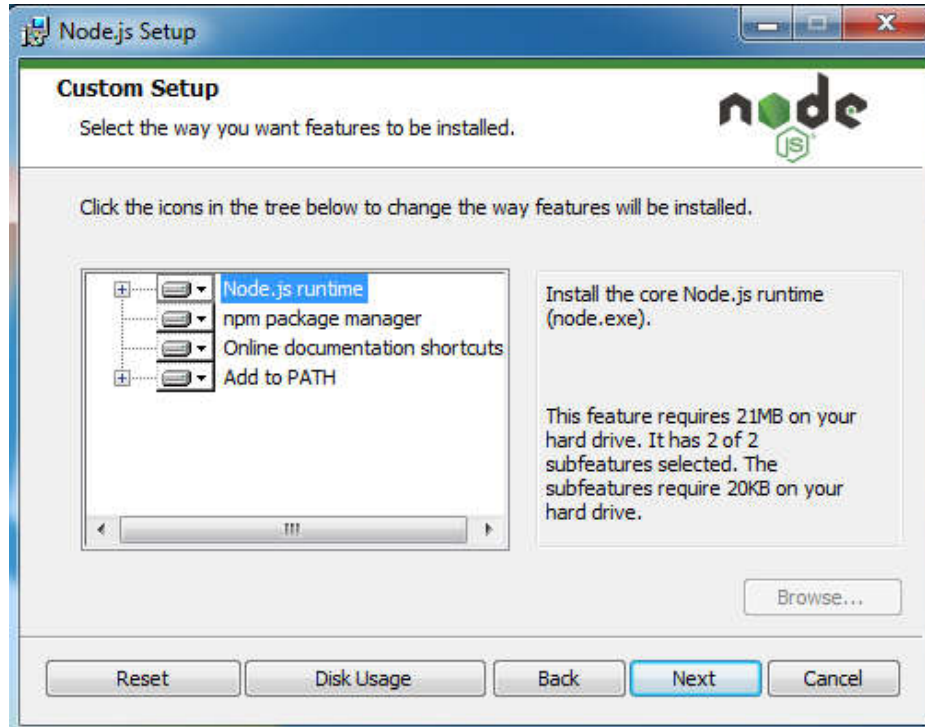 Node.js Setup
Custom Setup
Select the way you want features to be installed.
node
JS
Click the icons in the tree below to change the way features will be installed.
Node.js runtime
npm package manager
Online documentation shortcuts
Add to PATH
Install the core Node.js runtime
(node.exe).
This feature requires 21MB on your
hard drive. It has 2 of 2
subfeatures selected. The
subfeatures require 20KB on your
hard drive.
Browse...
Reset
Disk Usage
Back
Next
Cancel